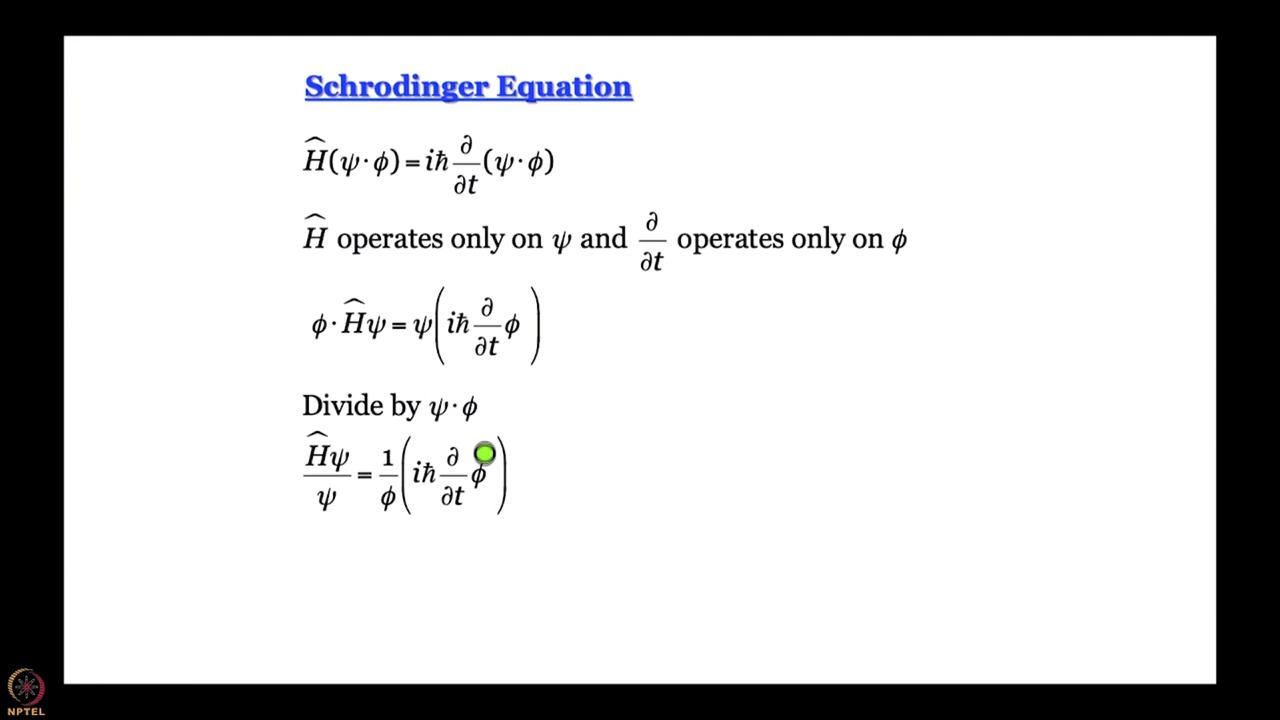 Schrodinger Equation
Ĥ(ψ·ϕ) = iħ ∂/∂t (ψ·ϕ)
Ĥ operates only on ψ and ∂/∂t operates only on ϕ
ϕ·Ĥψ = ψ(iħ ∂/∂t ϕ)
Divide by ψ·ϕ
Ĥψ/ψ = 1/ϕ (iħ ∂/∂t ϕ)
NPTEL